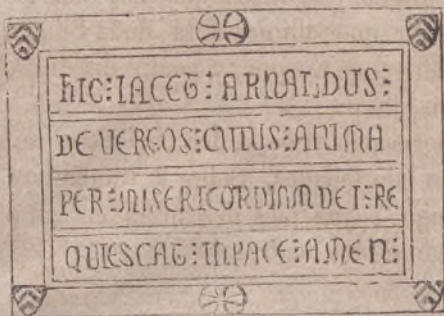 HIC⁝IACET⁝ARNALDUS⁝
DE VERGOS⁝CUIUS⁝ANIMA
PER⁝MISERICORDIAM DEI⁝RE
QUIESCAT⁝IN PACE⁝AMEN⁝